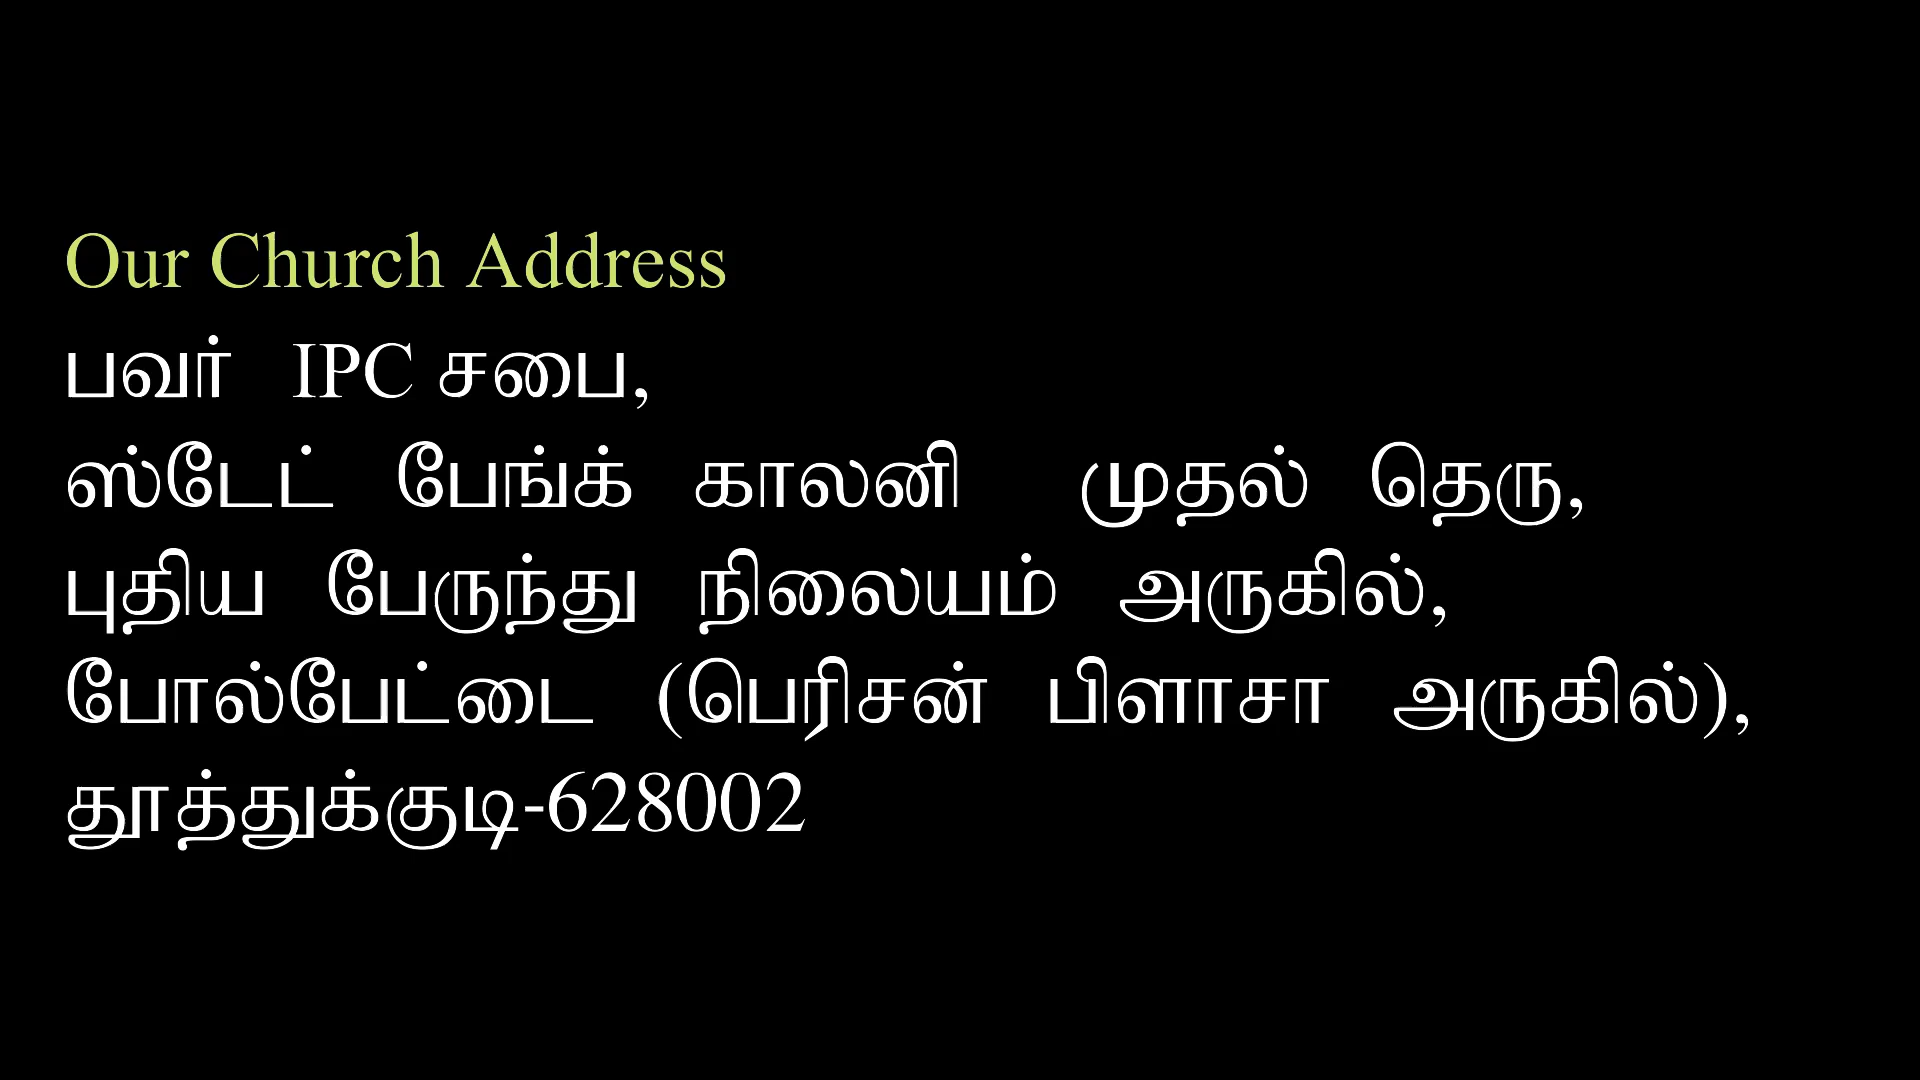 Our Church Address
பவர் IPC சபை,
ஸ்டேட் பேங்க் காலனி முதல் தெரு,
புதிய பேருந்து நிலையம் அருகில்,
போல்பேட்டை (பெரிசன் பிளாசா அருகில்),
தூத்துக்குடி-628002